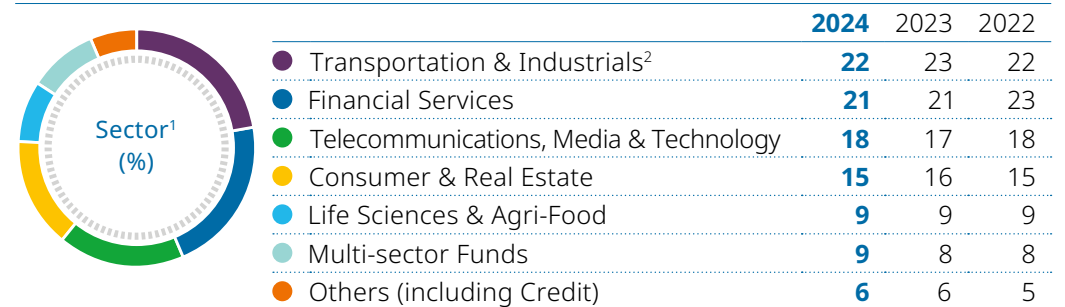 Sector¹
(%)
2024 2023 2022
Transportation & Industrials² 22 23 22
Financial Services 21 21 23
Telecommunications, Media & Technology 18 17 18
Consumer & Real Estate 15 16 15
Life Sciences & Agri-Food 9 9 9
Multi-sector Funds 9 8 8
Others (including Credit) 6 6 5